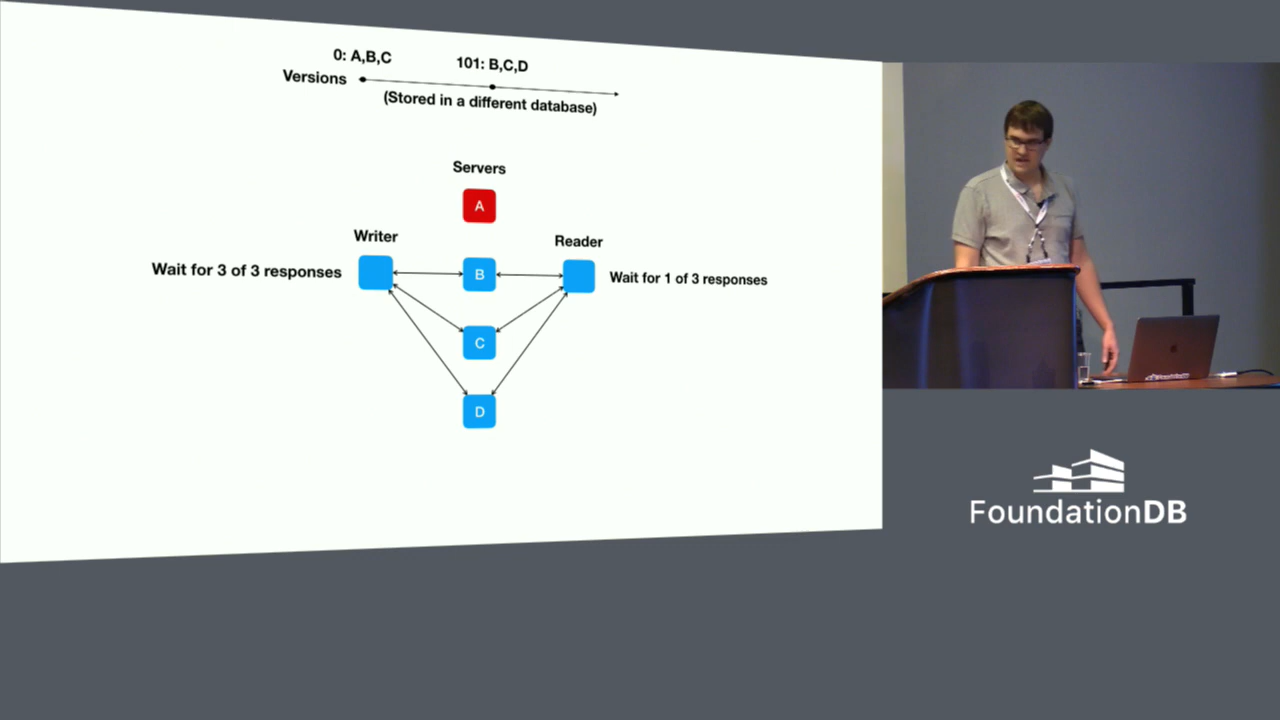 0: A,B,C
101: B,C,D
Versions
(Stored in a different database)
Servers
A
Writer
Reader
Wait for 3 of 3 responses
B
Wait for 1 of 3 responses
C
D
FoundationDB